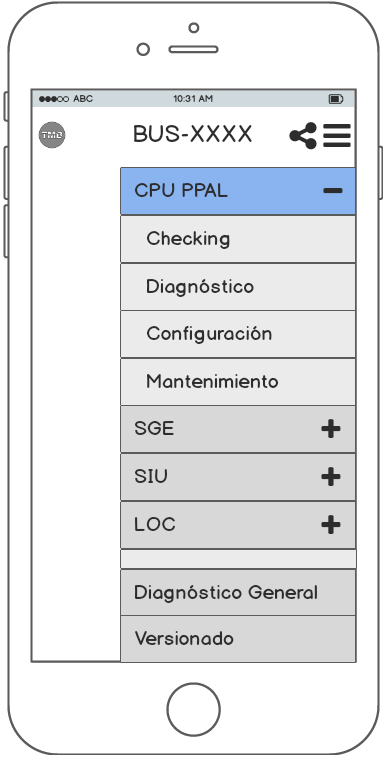 ABC 10:31 AM
TMB BUS-XXXX
CPU PPAL
Checking
Diagnóstico
Configuración
Mantenimiento
SGE
SIU
LOC
Diagnóstico General
Versionado